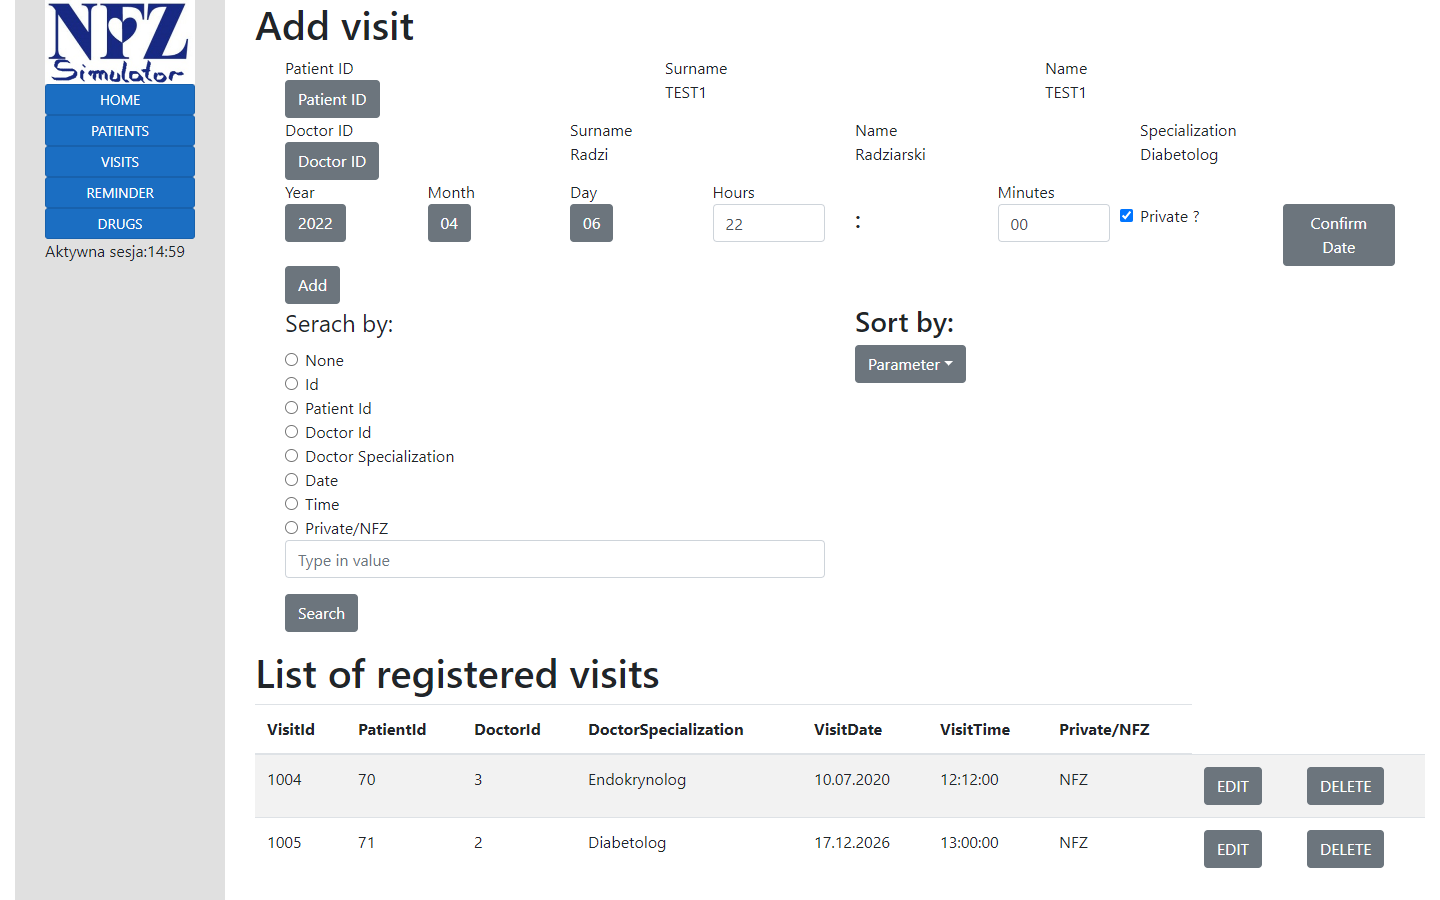 NFZ
Simulator
HOME
PATIENTS
VISITS
REMINDER
DRUGS
Aktywna sesja:14:59
Add visit
Patient ID Surname Name
Patient ID TEST1 TEST1
Doctor ID Surname Name Specialization
Doctor ID Radzi Radziarski Diabetolog
Year Month Day Hours Minutes
2022 04 06 22 : 00 Private ? Confirm Date
Add
Serach by: Sort by:
None Parameter
Id
Patient Id
Doctor Id
Doctor Specialization
Date
Time
Private/NFZ
Type in value
Search
List of registered visits
VisitId PatientId DoctorId DoctorSpecialization VisitDate VisitTime Private/NFZ
1004 70 3 Endokrynolog 10.07.2020 12:12:00 NFZ EDIT DELETE
1005 71 2 Diabetolog 17.12.2026 13:00:00 NFZ EDIT DELETE